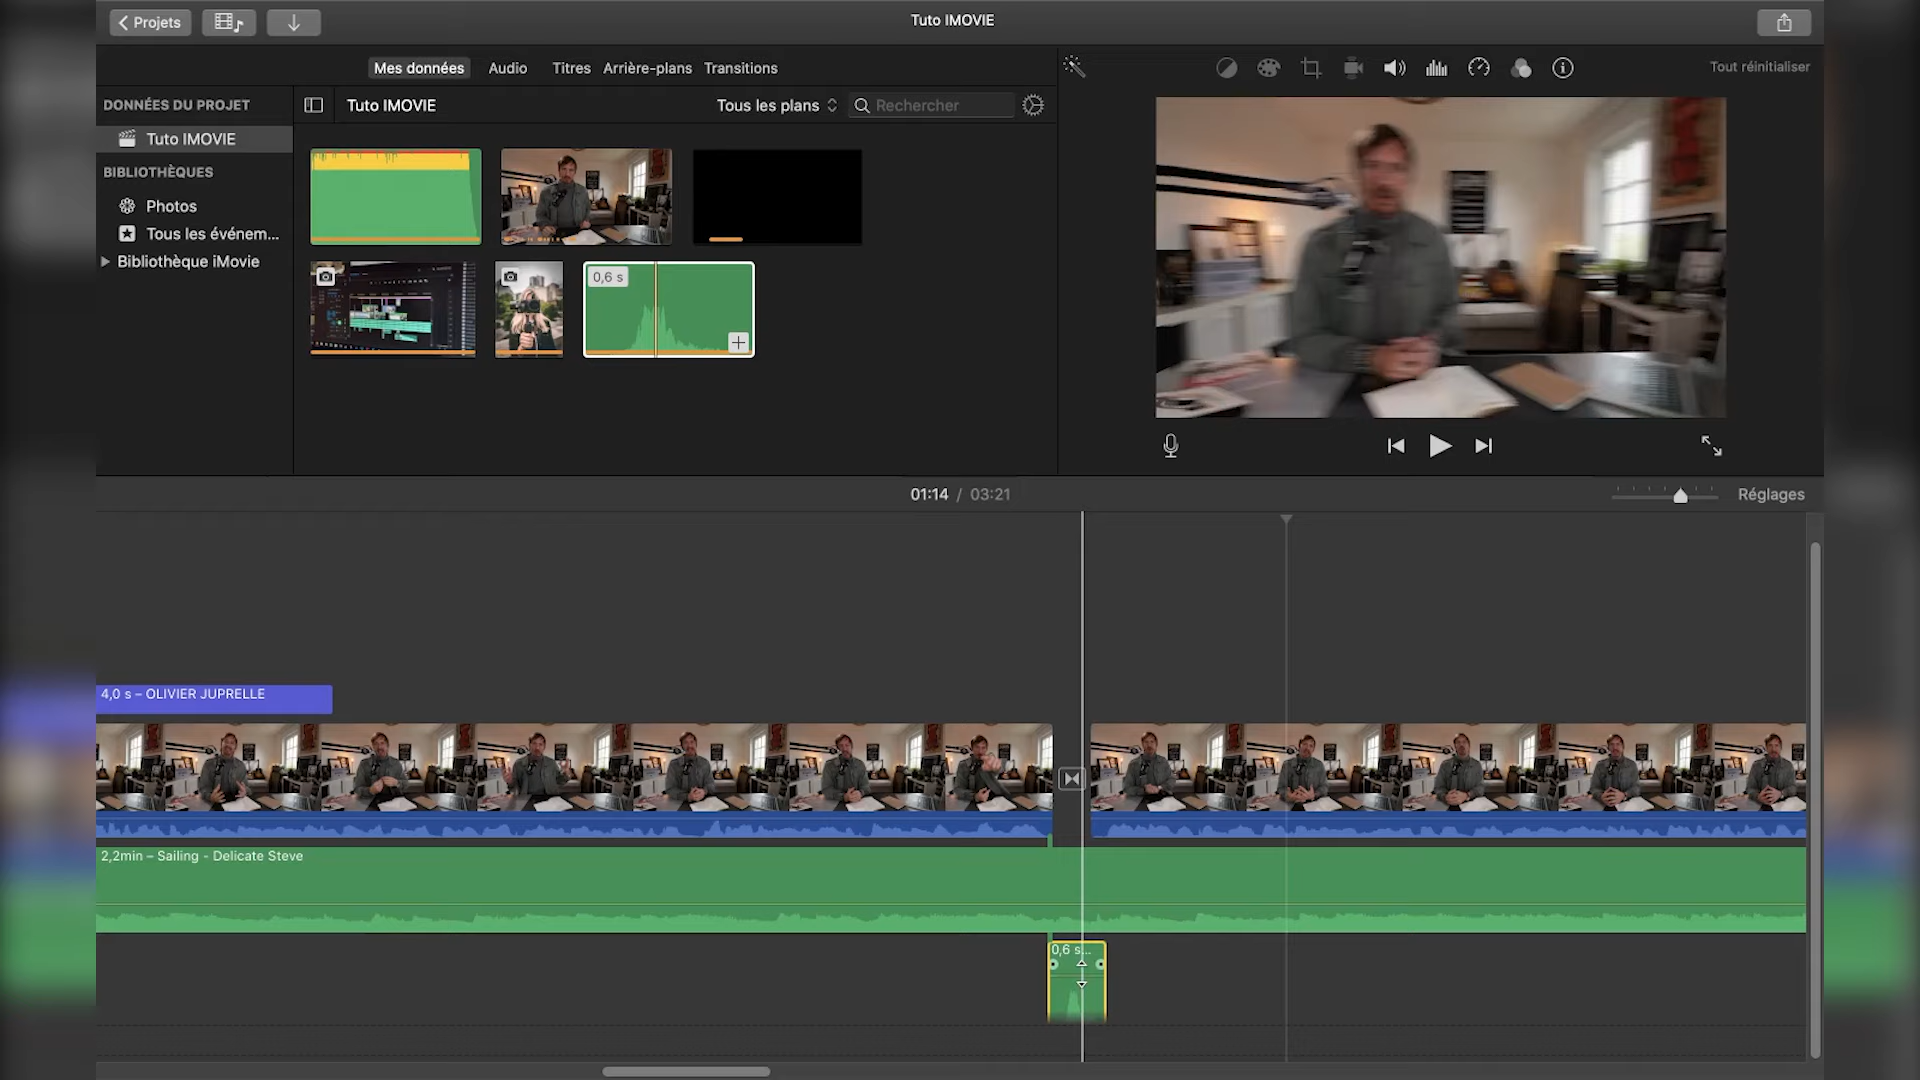 Projets
Tuto IMOVIE
Mes données
Audio
Titres
Arrière-plans
Transitions
Tout réinitialiser
DONNÉES DU PROJET
Tuto IMOVIE
Tous les plans
Rechercher
Tuto IMOVIE
BIBLIOTHÈQUES
Photos
Tous les événem...
Bibliothèque iMovie
0,6 s
01:14 / 03:21
Réglages
4,0 s – OLIVIER JUPRELLE
2,2min – Sailing - Delicate Steve
0,6 s...